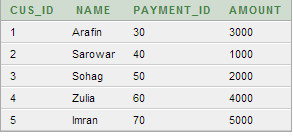 CUS_ID NAME PAYMENT_ID AMOUNT
1 Arafin 30 3000
2 Sarowar 40 1000
3 Sohag 50 2000
4 Zulia 60 4000
5 Imran 70 5000